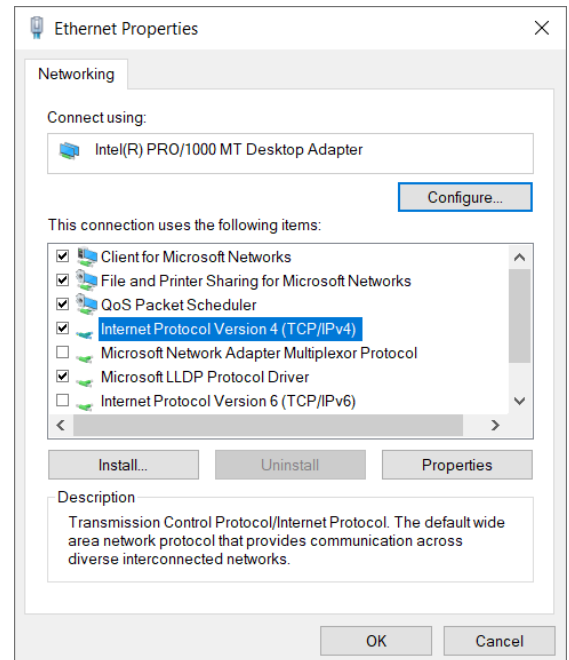 Ethernet Properties
Networking
Connect using:
Intel(R) PRO/1000 MT Desktop Adapter
Configure...
This connection uses the following items:
Client for Microsoft Networks
File and Printer Sharing for Microsoft Networks
QoS Packet Scheduler
Internet Protocol Version 4 (TCP/IPv4)
Microsoft Network Adapter Multiplexor Protocol
Microsoft LLDP Protocol Driver
Internet Protocol Version 6 (TCP/IPv6)
Install... Uninstall Properties
Description
Transmission Control Protocol/Internet Protocol. The default wide
area network protocol that provides communication across
diverse interconnected networks.
OK Cancel